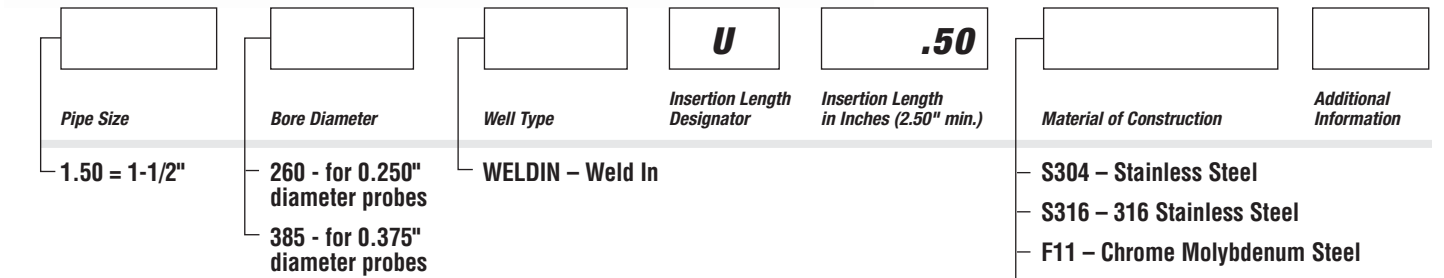 U
.50
Pipe Size
Bore Diameter
Well Type
Insertion Length
Designator
Insertion Length
in Inches (2.50" min.)
Material of Construction
Additional
Information
1.50 = 1-1/2"
260 - for 0.250"
diameter probes
385 - for 0.375"
diameter probes
WELDIN – Weld In
S304 – Stainless Steel
S316 – 316 Stainless Steel
F11 – Chrome Molybdenum Steel